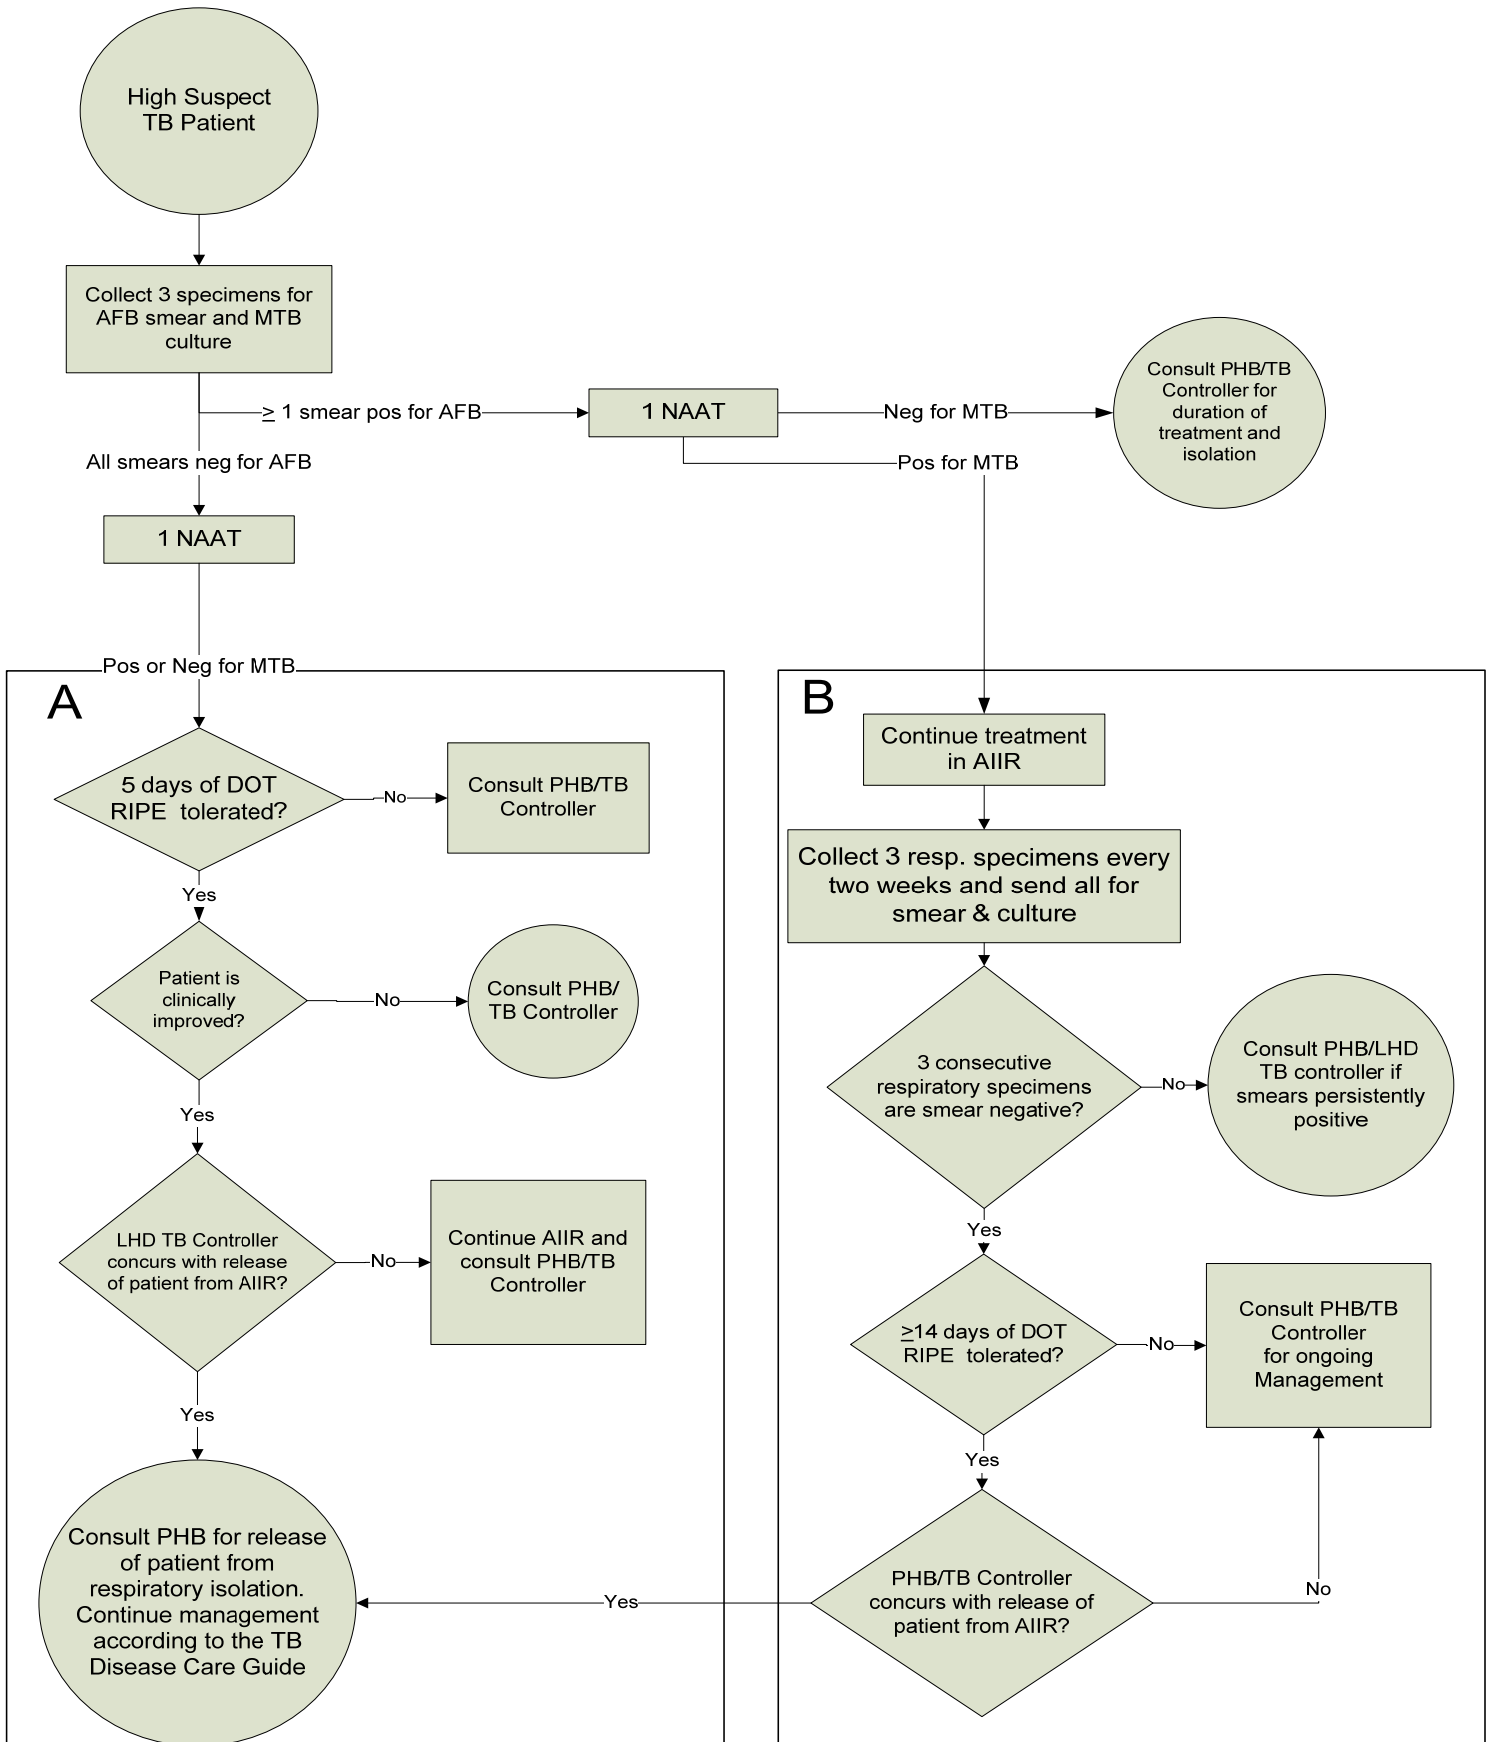 High Suspect
TB Patient
Collect 3 specimens for
AFB smear and MTB
culture
≥ 1 smear pos for AFB
1 NAAT
Neg for MTB
Consult PHB/TB
Controller for
duration of
treatment and
isolation
All smears neg for AFB
Pos for MTB
1 NAAT
Pos or Neg for MTB
A
5 days of DOT
RIPE tolerated?
No
Consult PHB/TB
Controller
Yes
Patient is
clinically
improved?
No
Consult PHB/
TB Controller
Yes
LHD TB Controller
concurs with release
of patient from AIIR?
No
Continue AIIR and
consult PHB/TB
Controller
Yes
Consult PHB for release
of patient from
respiratory isolation.
Continue management
according to the TB
Disease Care Guide
B
Continue treatment
in AIIR
Collect 3 resp. specimens every
two weeks and send all for
smear & culture
3 consecutive
respiratory specimens
are smear negative?
No
Consult PHB/LHD
TB controller if
smears persistently
positive
Yes
≥14 days of DOT
RIPE tolerated?
No
Consult PHB/TB
Controller
for ongoing
Management
Yes
PHB/TB Controller
concurs with release of
patient from AIIR?
No
Yes